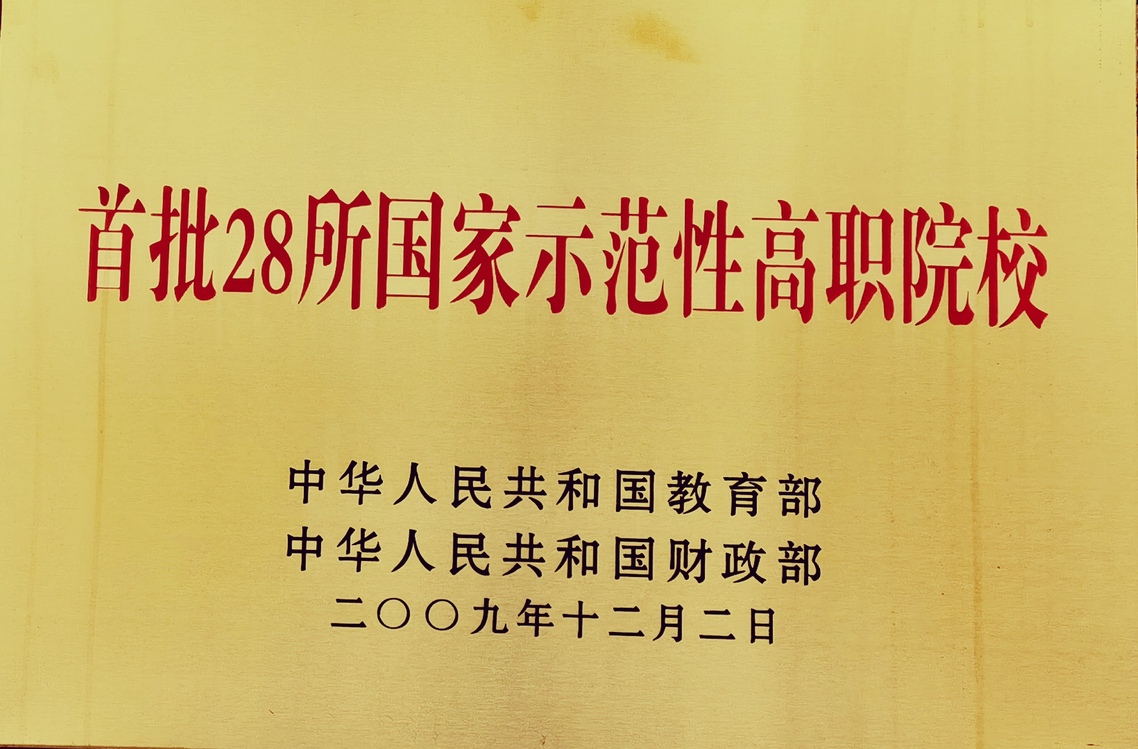 首批28所国家示范性高职院校
中华人民共和国教育部
中华人民共和国财政部
二〇〇九年十二月二日